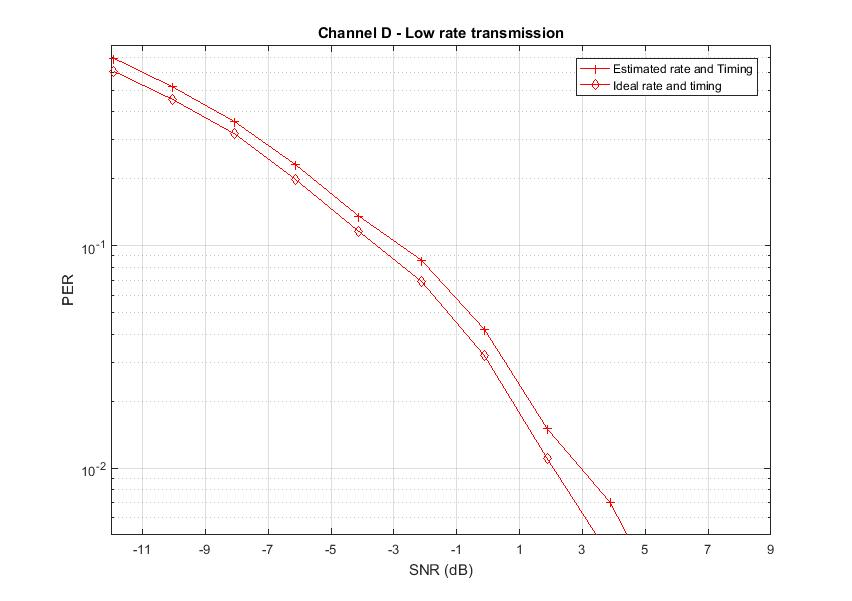 Channel D - Low rate transmission
Estimated rate and Timing
Ideal rate and timing
PER
10-1
10-2
-11 -9 -7 -5 -3 -1 1 3 5 7 9
SNR (dB)